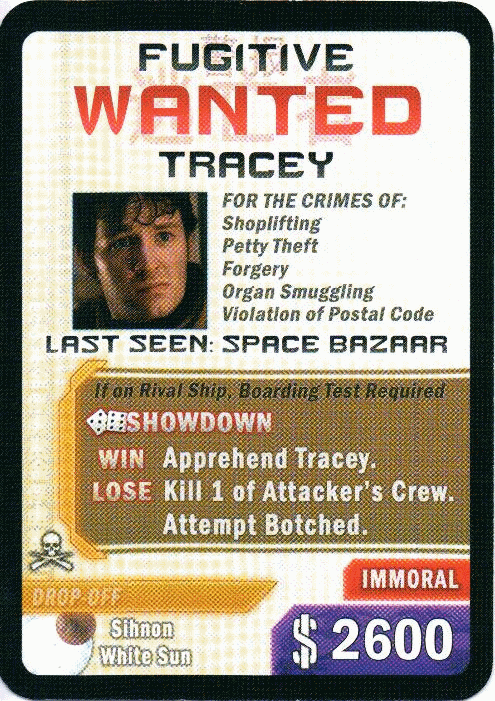 FUGITIVE
WANTED
TRACEY
FOR THE CRIMES OF:
Shoplifting
Petty Theft
Forgery
Organ Smuggling
Violation of Postal Code
LAST SEEN: SPACE BAZAAR
If on Rival Ship, Boarding Test Required
SHOWDOWN
WIN Apprehend Tracey.
LOSE Kill 1 of Attacker's Crew.
Attempt Botched.
IMMORAL
DROP-OFF
Sihnon
White Sun
$ 2600